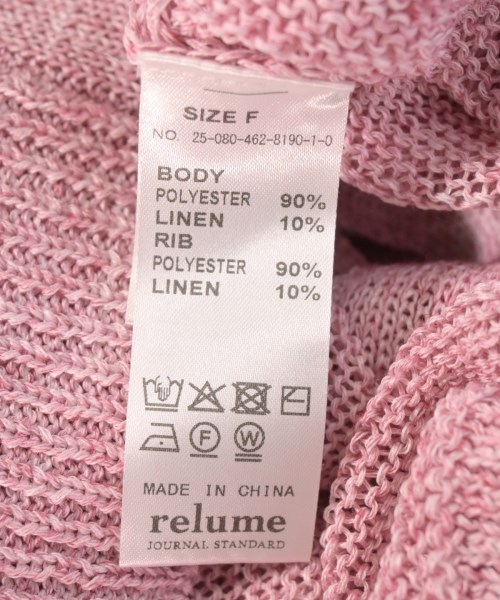 SIZE F
NO. 25-080-462-8190-1-0
BODY
POLYESTER 90%
LINEN 10%
RIB
POLYESTER 90%
LINEN 10%
F W
MADE IN CHINA
relume
JOURNAL STANDARD